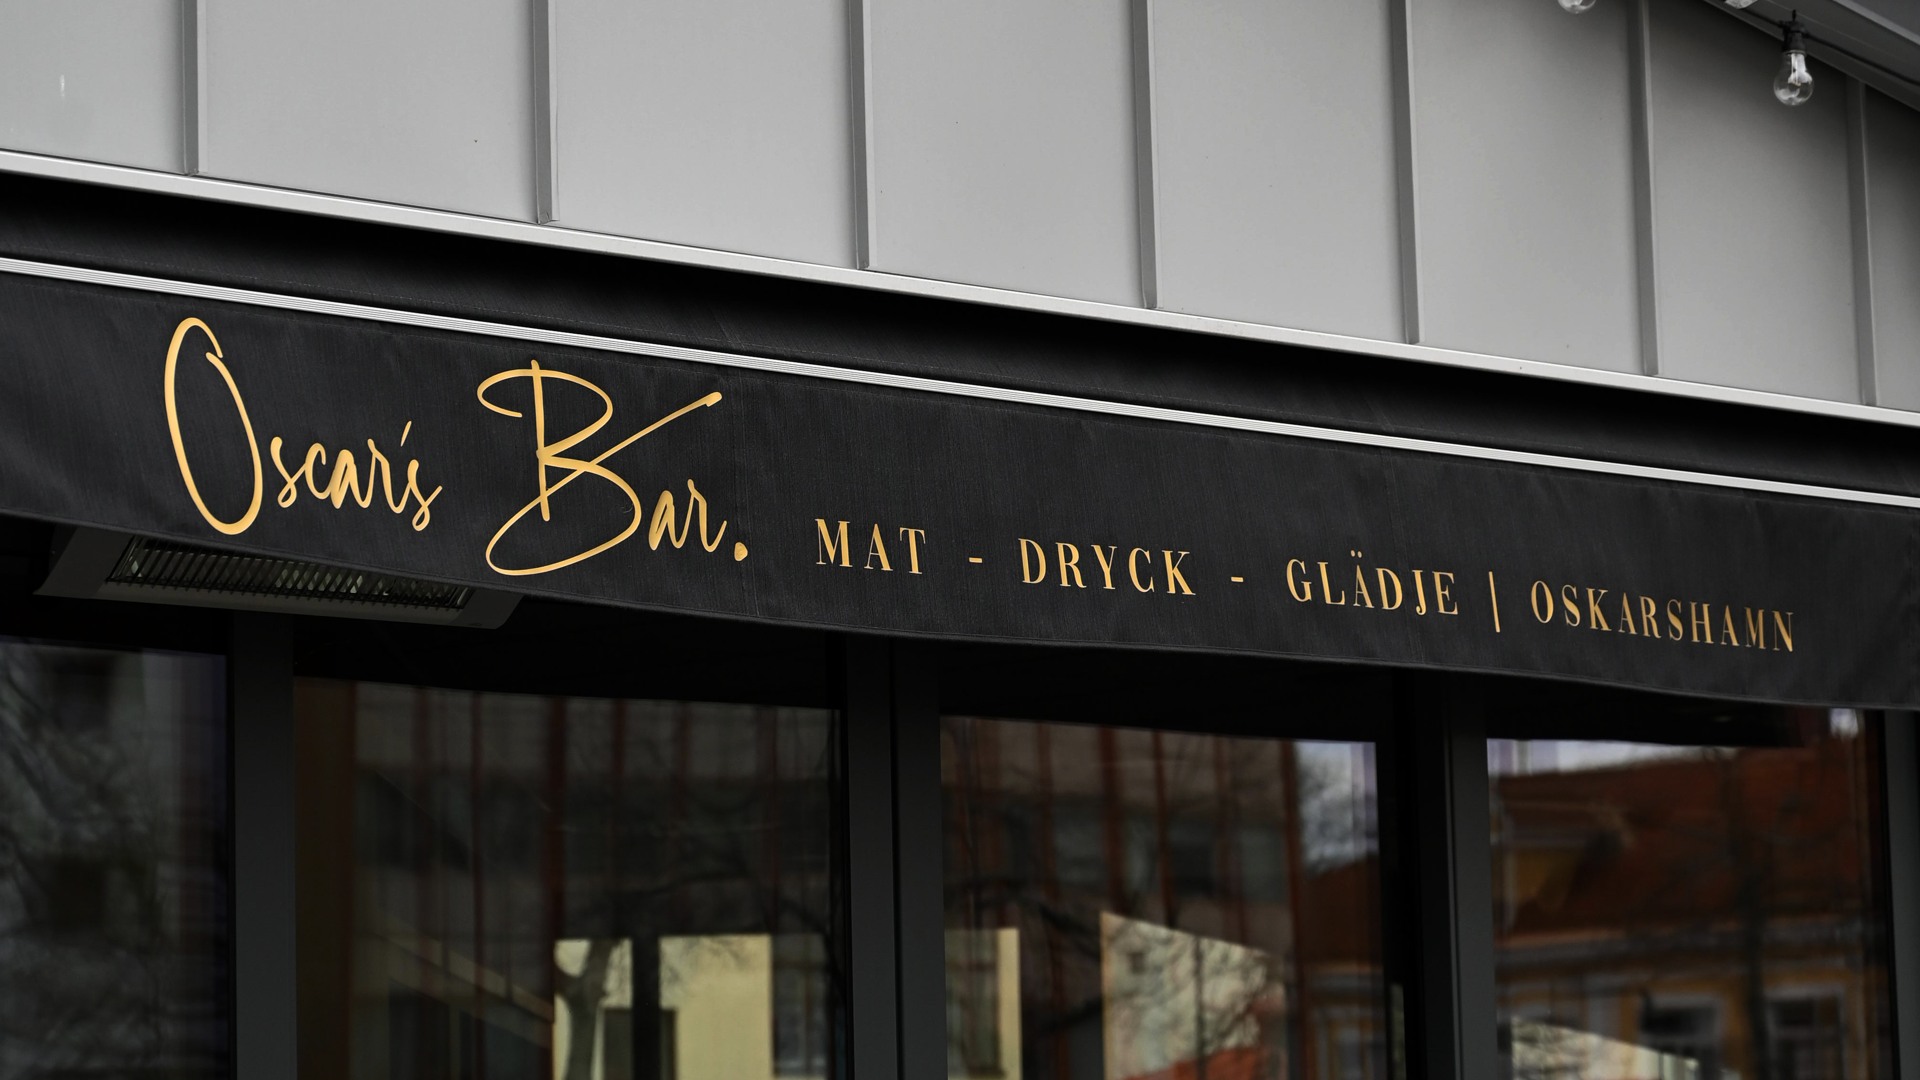 Oscar's Bar. MAT - DRYCK - GLÄDJE | OSKARSHAMN